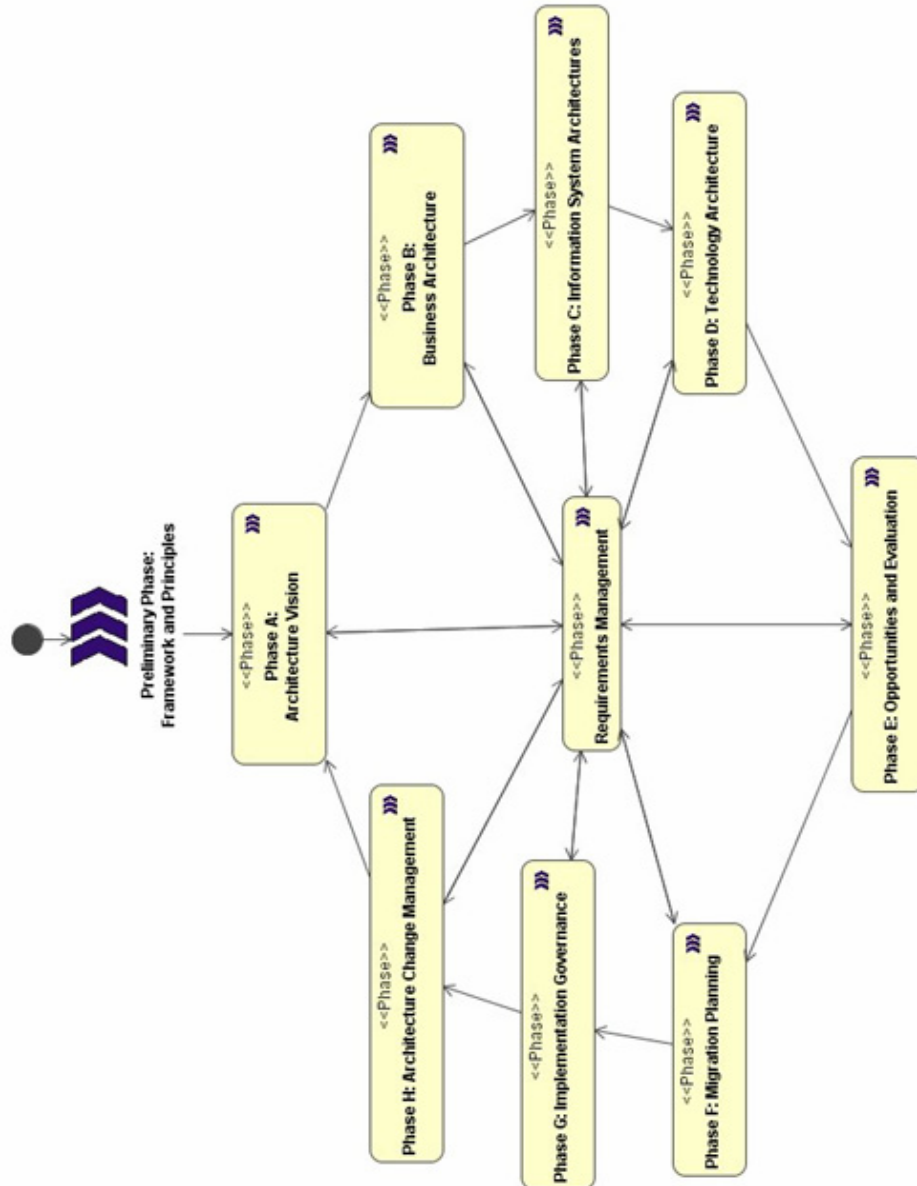 Preliminary Phase:
Framework and Principles
<<Phase>>
Phase A:
Architecture Vision
<<Phase>>
Phase B:
Business Architecture
<<Phase>>
Phase C: Information System Architectures
<<Phase>>
Phase D: Technology Architecture
<<Phase>>
Phase E: Opportunities and Evaluation
<<Phase>>
Phase F: Migration Planning
<<Phase>>
Phase G: Implementation Governance
<<Phase>>
Phase H: Architecture Change Management
<<Phase>>
Requirements Management